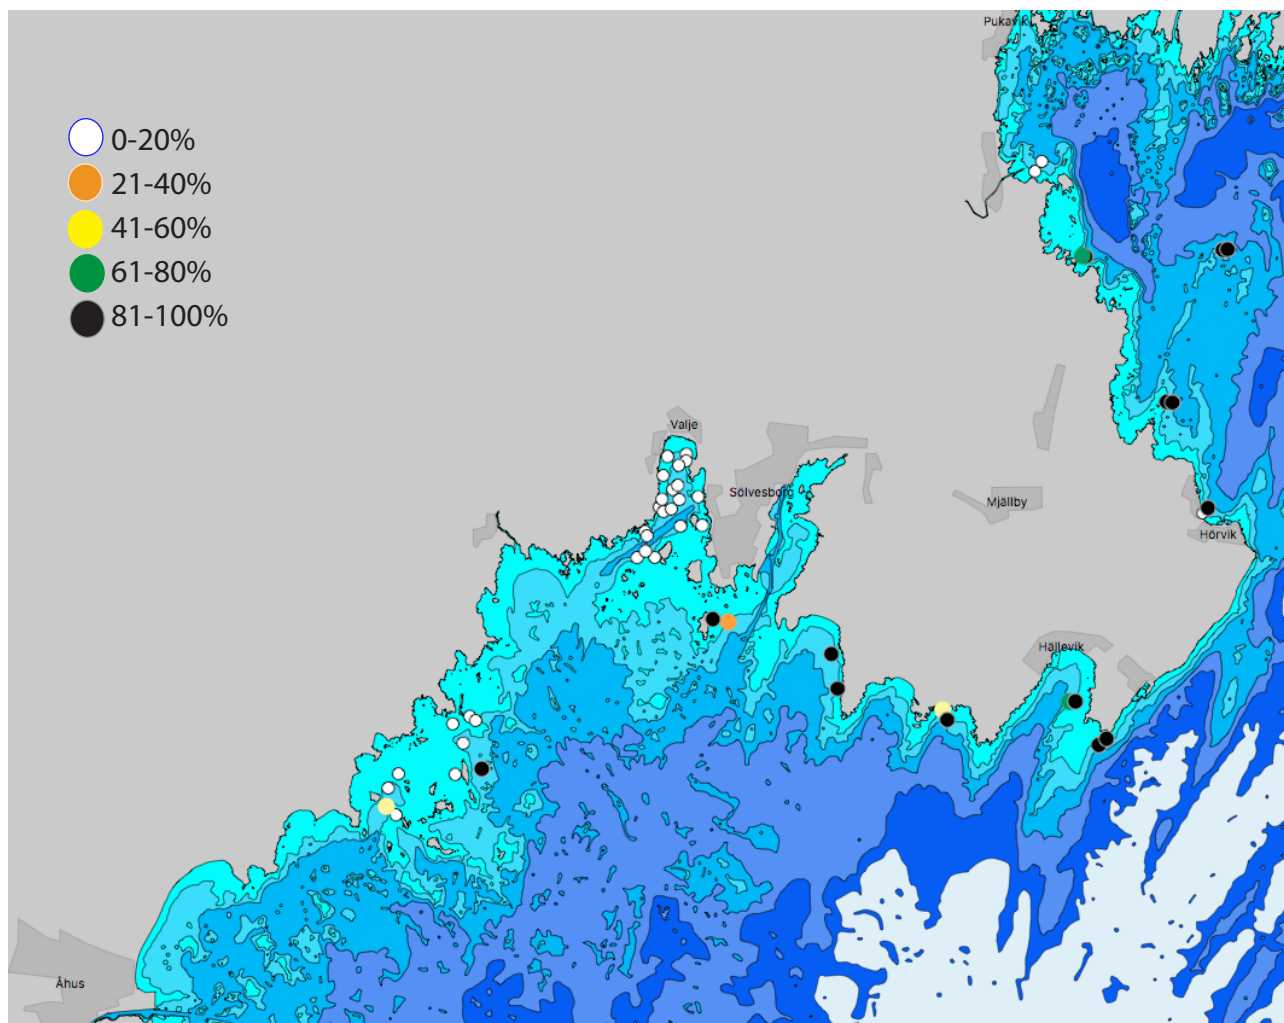 Pukavik
0-20%
21-40%
41-60%
61-80%
81-100%
Valje
Sölvesborg
Mjällby
Hörvik
Hällevik
Åhus